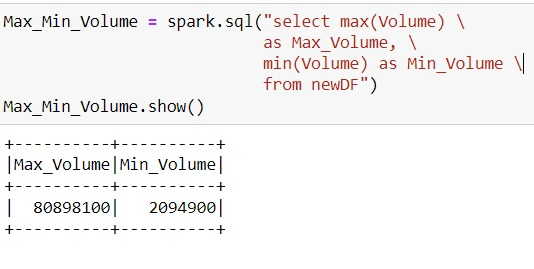 Max_Min_Volume = spark.sql("select max(Volume) \
as Max_Volume, \
min(Volume) as Min_Volume \
from newDF")
Max_Min_Volume.show()
+----------+----------+
|Max_Volume|Min_Volume|
+----------+----------+
|  80898100|   2094900|
+----------+----------+